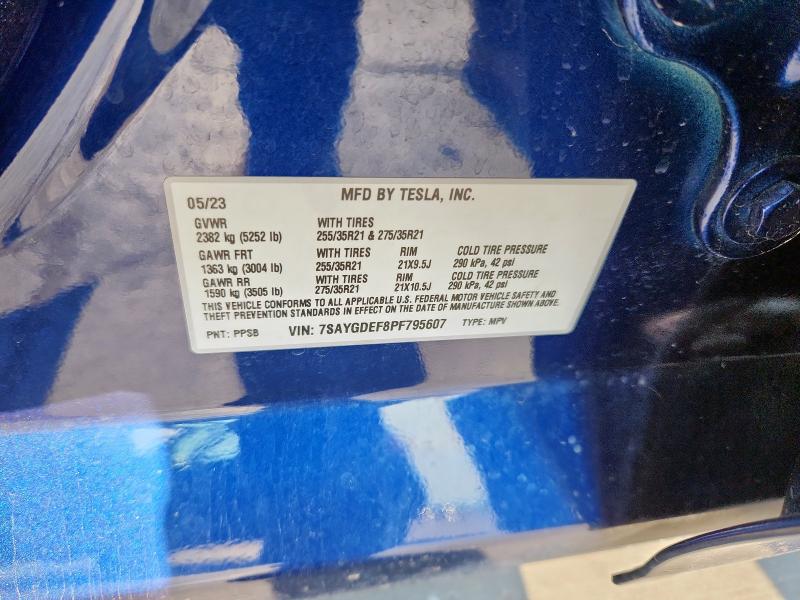 MFD BY TESLA, INC.
05/23
GVWR WITH TIRES
2382 kg (5252 lb) 255/35R21 & 275/35R21
GAWR FRT WITH TIRES RIM COLD TIRE PRESSURE
1363 kg (3004 lb) 255/35R21 21X9.5J 290 kPa, 42 psi
GAWR RR WITH TIRES RIM COLD TIRE PRESSURE
1590 kg (3505 lb) 275/35R21 21X10.5J 290 kPa, 42 psi
THIS VEHICLE CONFORMS TO ALL APPLICABLE U.S. FEDERAL MOTOR VEHICLE SAFETY AND
THEFT PREVENTION STANDARDS IN EFFECT ON THE DATE OF MANUFACTURE SHOWN ABOVE.
PNT: PPSB VIN: 7SAYGDEF8PF795607 TYPE: MPV